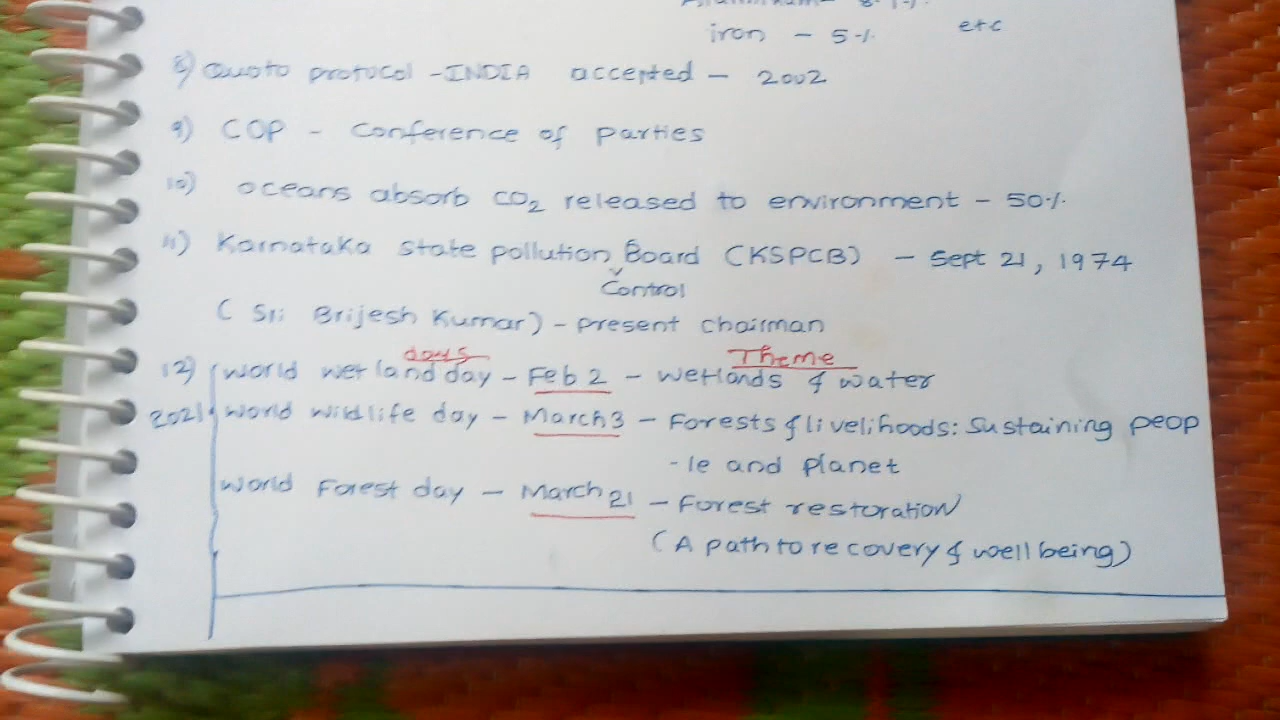 iron - 5%. etc
8) Quoto protocol - INDIA accepted - 2002
9) COP - Conference of parties
10) oceans absorb CO2 released to environment - 50%.
11) Karnataka state pollution Board (KSPCB) - Sept 21, 1974
Control
(Sri Brijesh Kumar) - present chairman
days Theme
12) World wetland day - Feb 2 - wetlands & water
2021 World wildlife day - March 3 - Forests & livelihoods: Sustaining peop
-le and planet
World Forest day - March 21 - Forest restoration
(A path to recovery & well being)